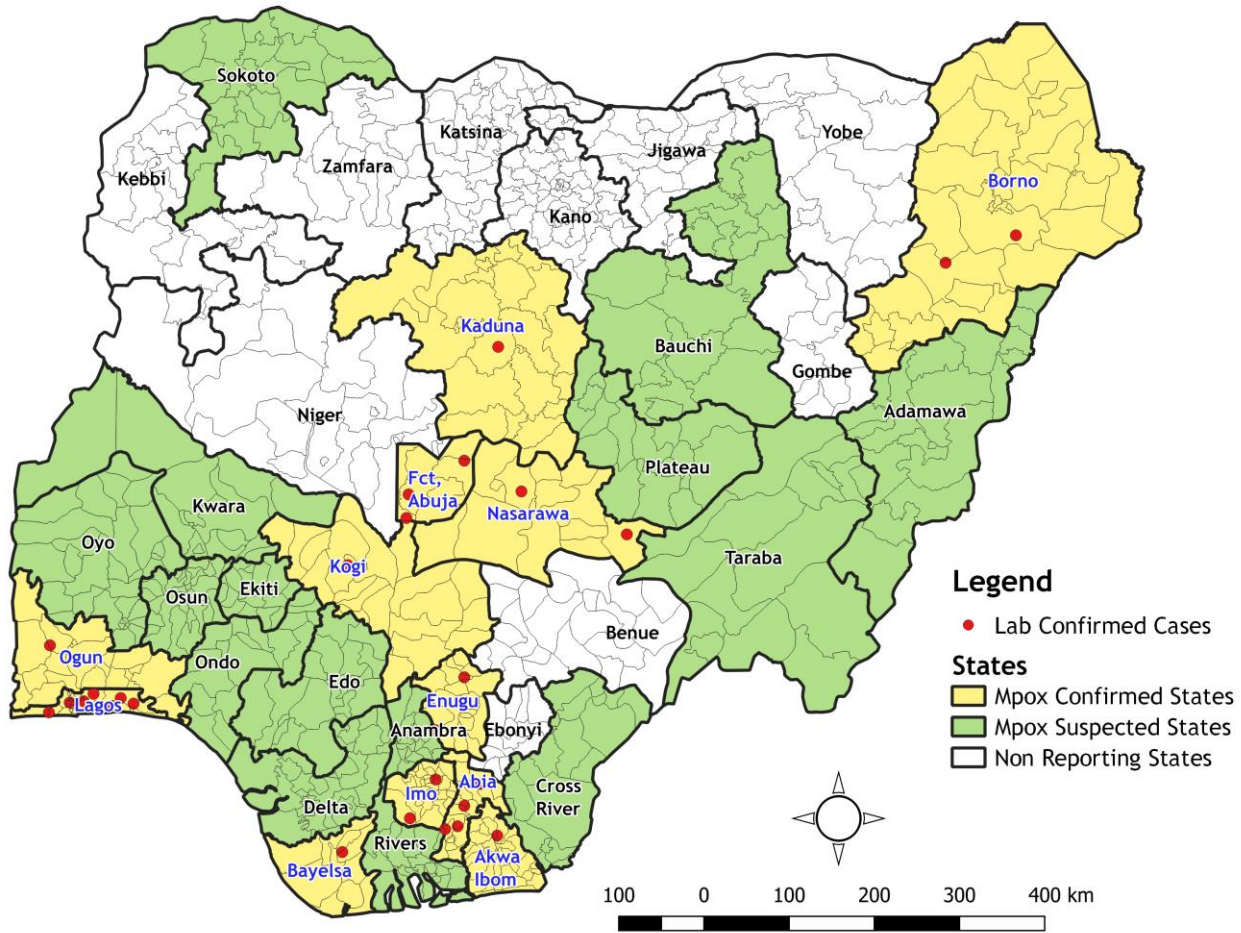 Sokoto
Katsina
Yobe
Jigawa
Zamfara
Kebbi
Borno
Kano
Kaduna
Bauchi
Gombe
Niger
Adamawa
Plateau
Fct,
Abuja
Kwara
Nasarawa
Oyo
Taraba
Kogi
Ekiti
Osun
Benue
Ogun
Ondo
Edo
Enugu
Lagos
Anambra
Ebonyi
Abia
Imo
Cross
River
Delta
Rivers
Bayelsa
Akwa
Ibom
Legend
Lab Confirmed Cases
States
Mpox Confirmed States
Mpox Suspected States
Non Reporting States
100 0 100 200 300 400 km